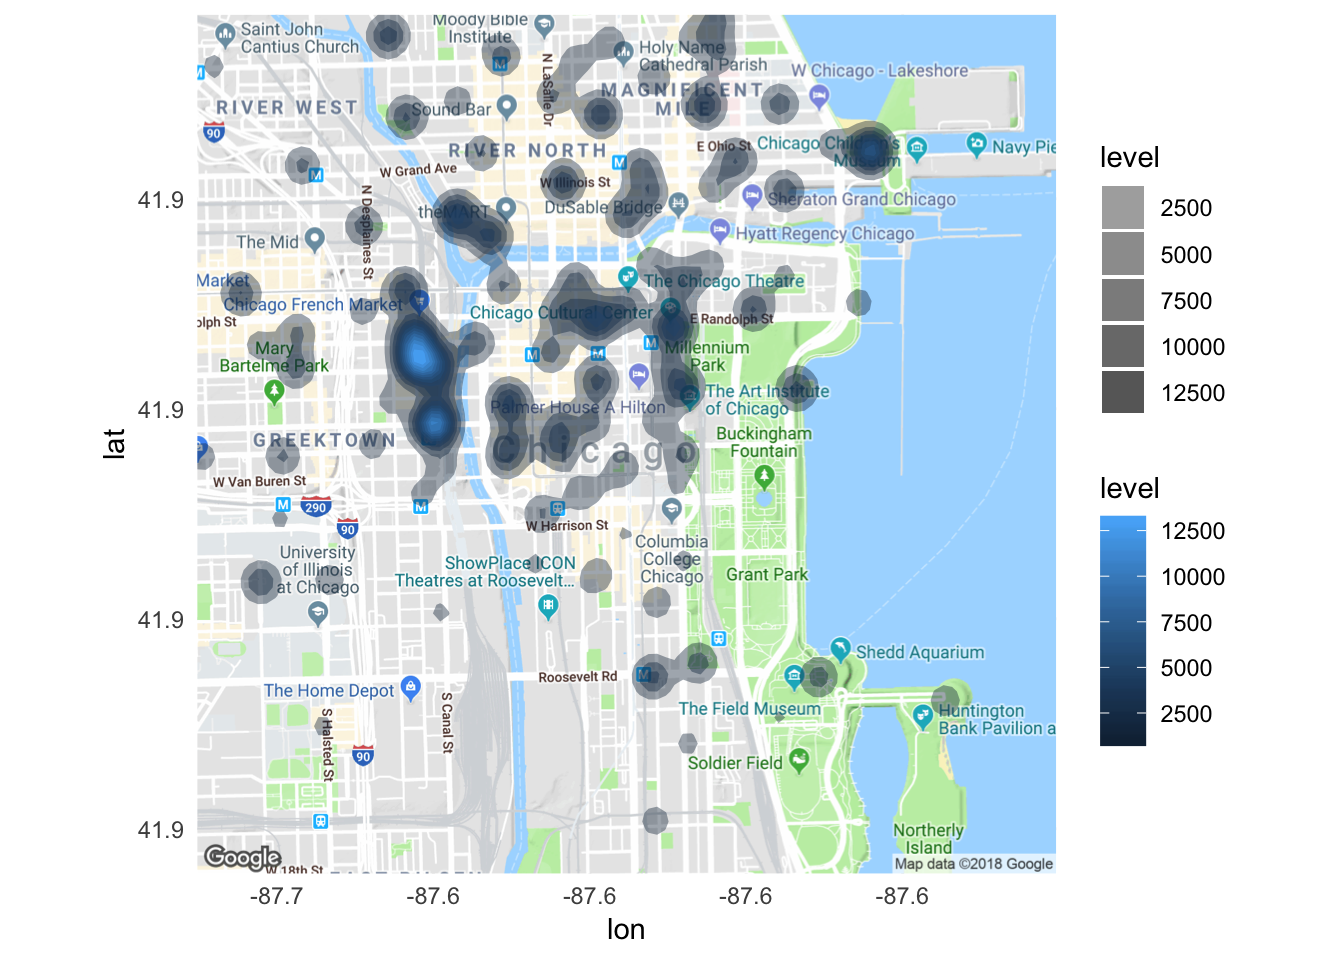 Moody Bible
Institute
Saint John
Cantius Church
Holy Name
Cathedral Parish
N LaSalle Dr
W Chicago - Lakeshore
MAGNIFICENT
MILE
RIVER WEST
Sound Bar
90
RIVER NORTH
E Ohio St
Chicago Children's
Museum
Navy Pie
W Grand Ave
W Illinois St
N Desplaines St
theMART
DuSable Bridge
Sheraton Grand Chicago
The Mid
Hyatt Regency Chicago
Market
The Chicago Theatre
Chicago French Market
Chicago Cultural Center
E Randolph St
olph St
Mary
Bartelme Park
Millennium
Park
The Art Institute
of Chicago
Palmer House A Hilton
Buckingham
Fountain
GREEKTOWN
Chicago
W Van Buren St
290
90
W Harrison St
Columbia
College
Chicago
University
of Illinois
at Chicago
ShowPlace ICON
Theatres at Roosevelt...
Grant Park
Shedd Aquarium
Roosevelt Rd
The Home Depot
The Field Museum
Huntington
Bank Pavilion a
S Halsted St
S Canal St
90
Soldier Field
Northerly
Island
Google
W 18th St
Map data ©2018 Google
41.9
41.9
41.9
41.9
lat
-87.7
-87.6
-87.6
-87.6
-87.6
lon
level
2500
5000
7500
10000
12500
level
12500
10000
7500
5000
2500